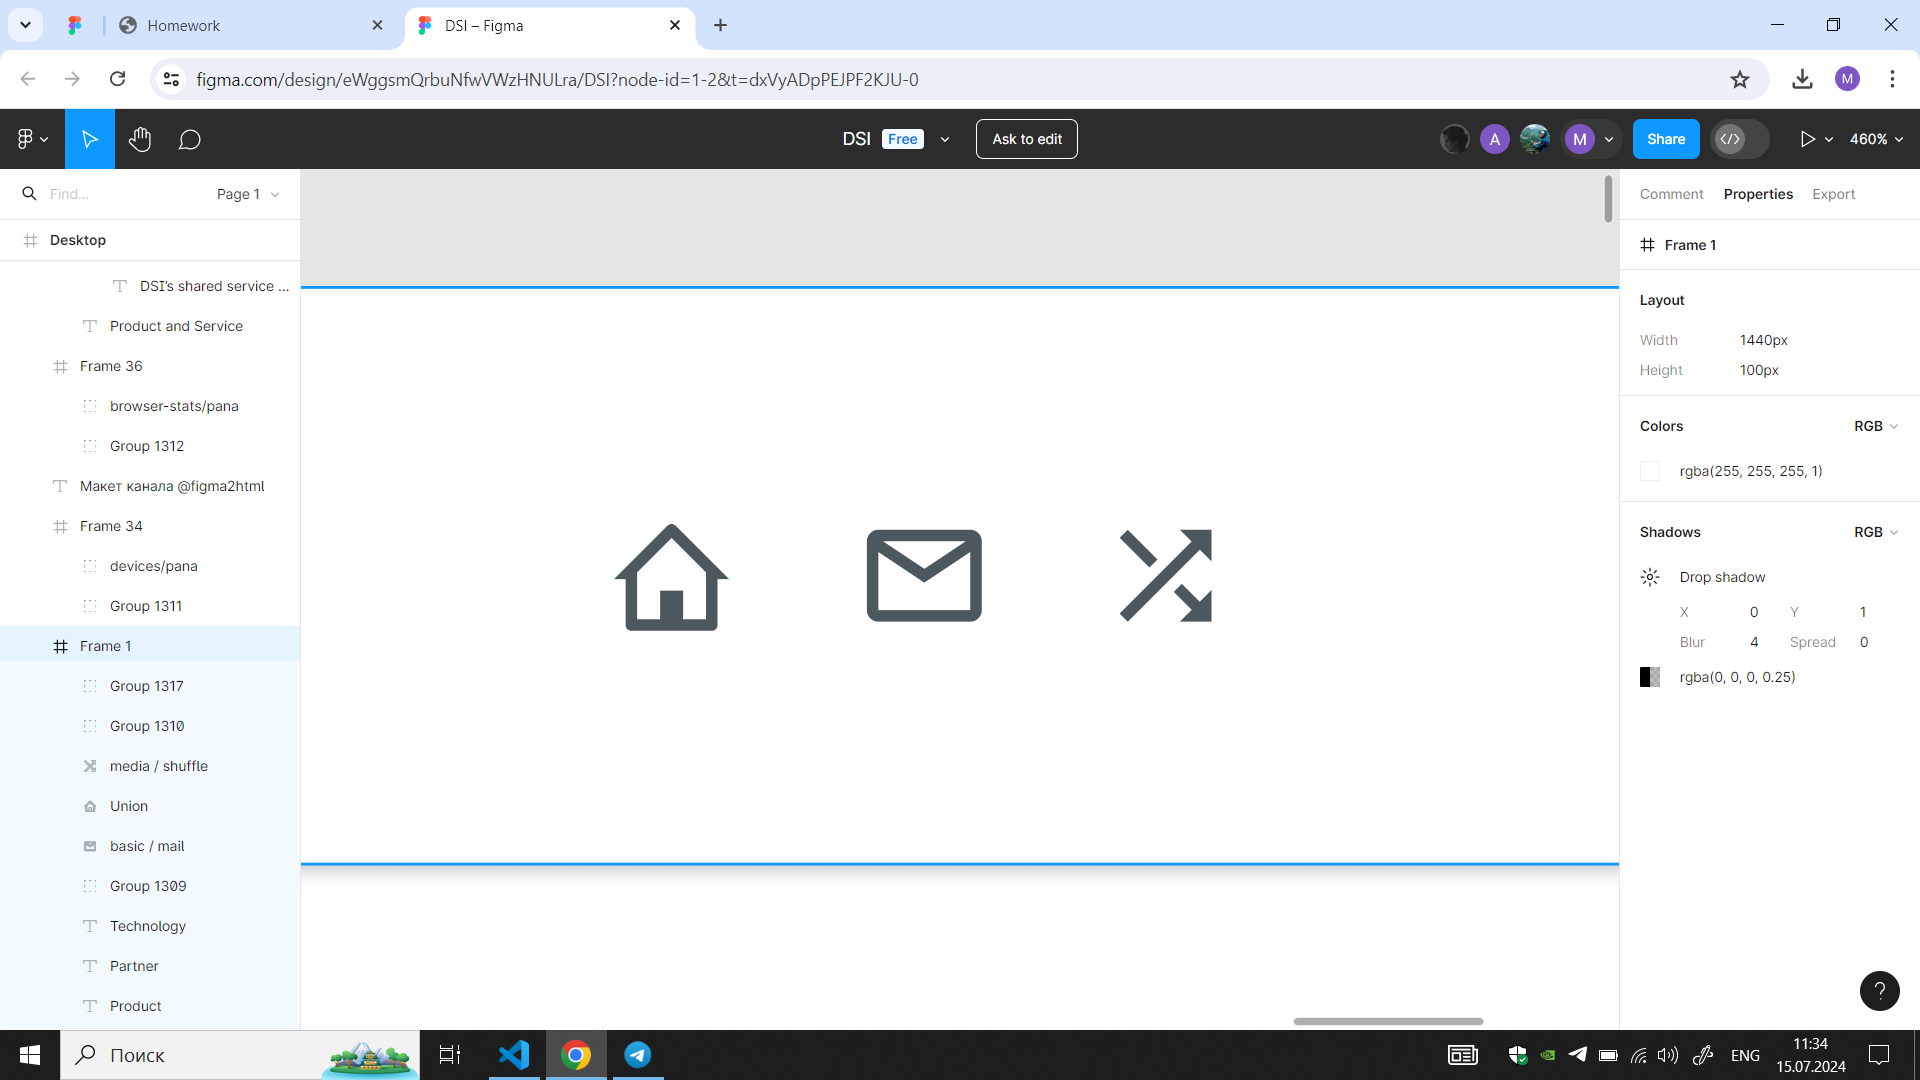 Homework
DSI – Figma
figma.com/design/eWggsmQrbuNfwVWzHNULra/DSI?node-id=1-2&t=dxVyADpPEJPF2KJU-0
M
DSI Free
Ask to edit
A
M
Share
460%
Find...
Page 1
Comment Properties Export
Desktop
Frame 1
DSI's shared service ...
Product and Service
Frame 36
browser-stats/pana
Group 1312
Макет канала @figma2html
Frame 34
devices/pana
Group 1311
Frame 1
Group 1317
Group 1310
media / shuffle
Union
basic / mail
Group 1309
Technology
Partner
Product
Layout
Width 1440px
Height 100px
Colors RGB
rgba(255, 255, 255, 1)
Shadows RGB
Drop shadow
X 0 Y 1
Blur 4 Spread 0
rgba(0, 0, 0, 0.25)
?
Поиск
ENG
11:34
15.07.2024